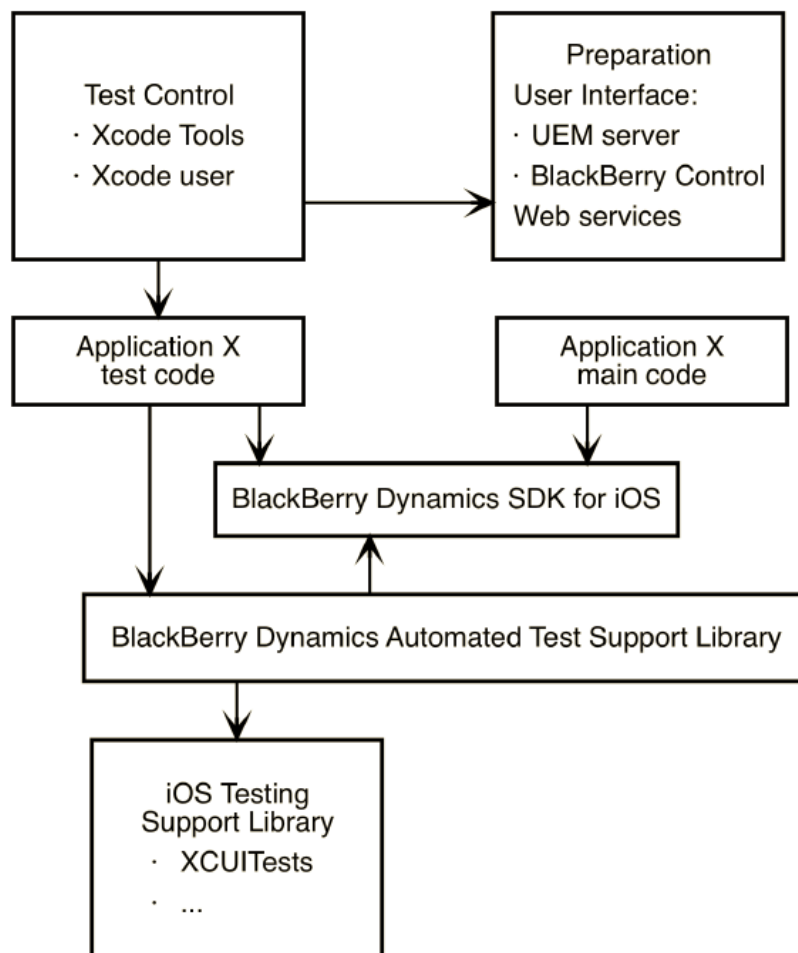 Test Control
· Xcode Tools
· Xcode user
Preparation
User Interface:
· UEM server
· BlackBerry Control
Web services
Application X
test code
Application X
main code
BlackBerry Dynamics SDK for iOS
BlackBerry Dynamics Automated Test Support Library
iOS Testing
Support Library
· XCUITests
· ...